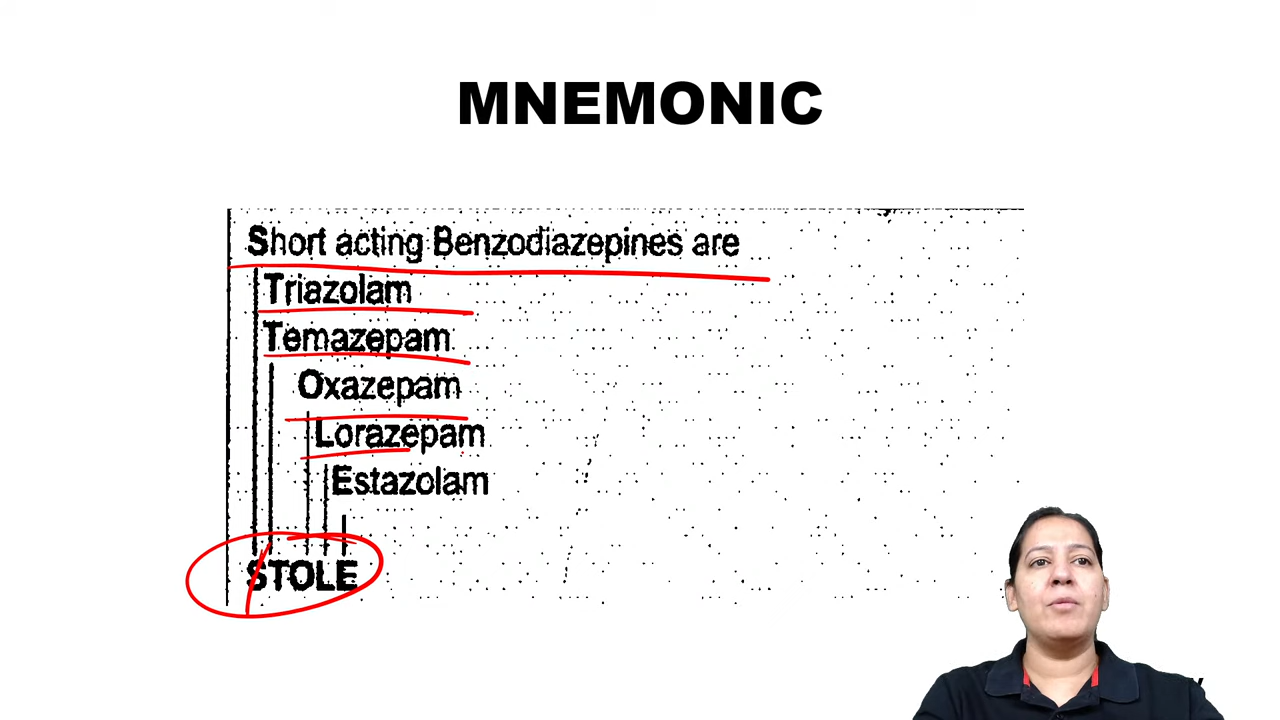 MNEMONIC
Short acting Benzodiazepines are
Triazolam
Temazepam
Oxazepam
Lorazepam
Estazolam
STOLE